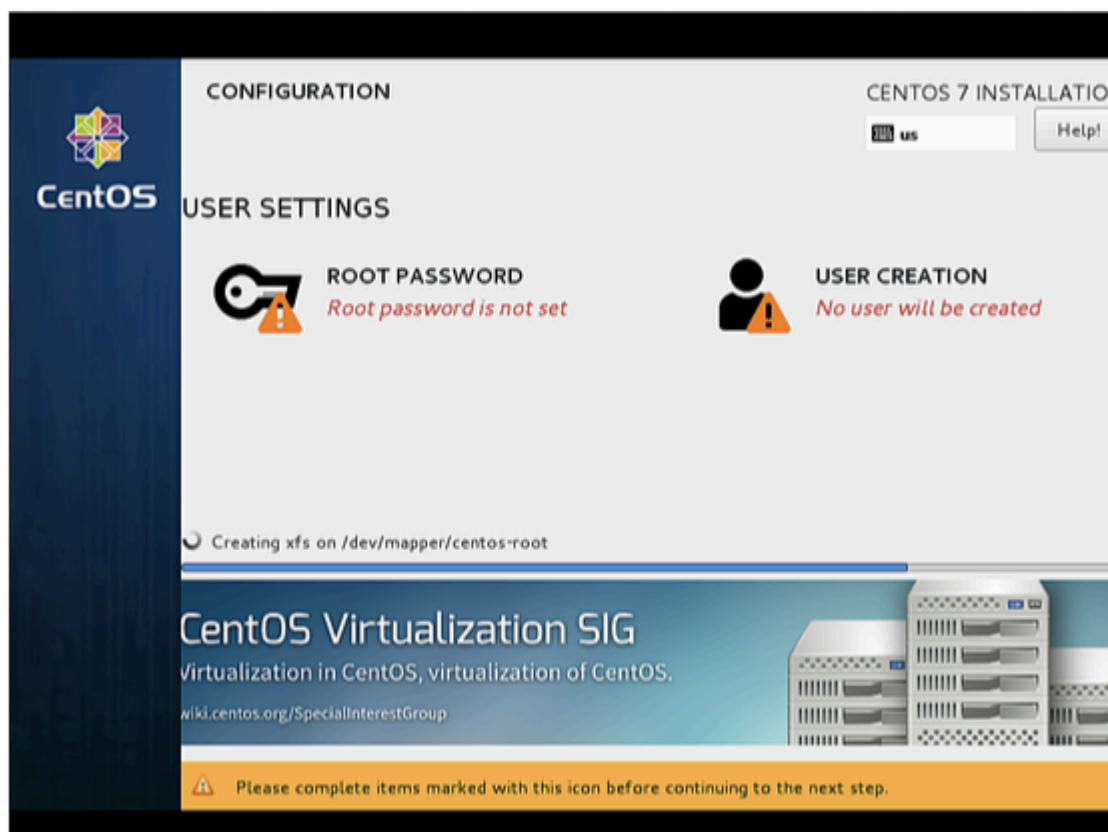 CONFIGURATION
CENTOS 7 INSTALLATIO
us
Help!
CentOS
USER SETTINGS
ROOT PASSWORD
Root password is not set
USER CREATION
No user will be created
Creating xfs on /dev/mapper/centos-root
CentOS Virtualization SIG
Virtualization in CentOS, virtualization of CentOS.
wiki.centos.org/SpecialInterestGroup
Please complete items marked with this icon before continuing to the next step.